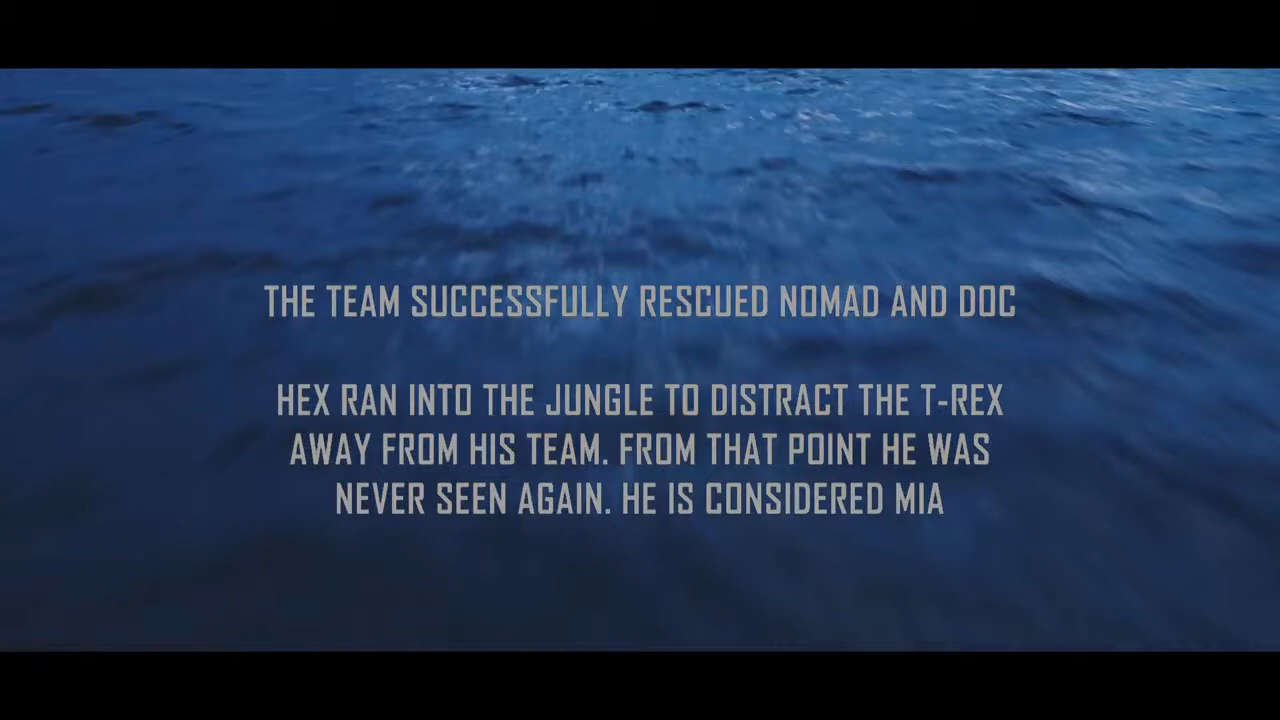 THE TEAM SUCCESSFULLY RESCUED NOMAD AND DOC
HEX RAN INTO THE JUNGLE TO DISTRACT THE T-REX
AWAY FROM HIS TEAM. FROM THAT POINT HE WAS
NEVER SEEN AGAIN. HE IS CONSIDERED MIA